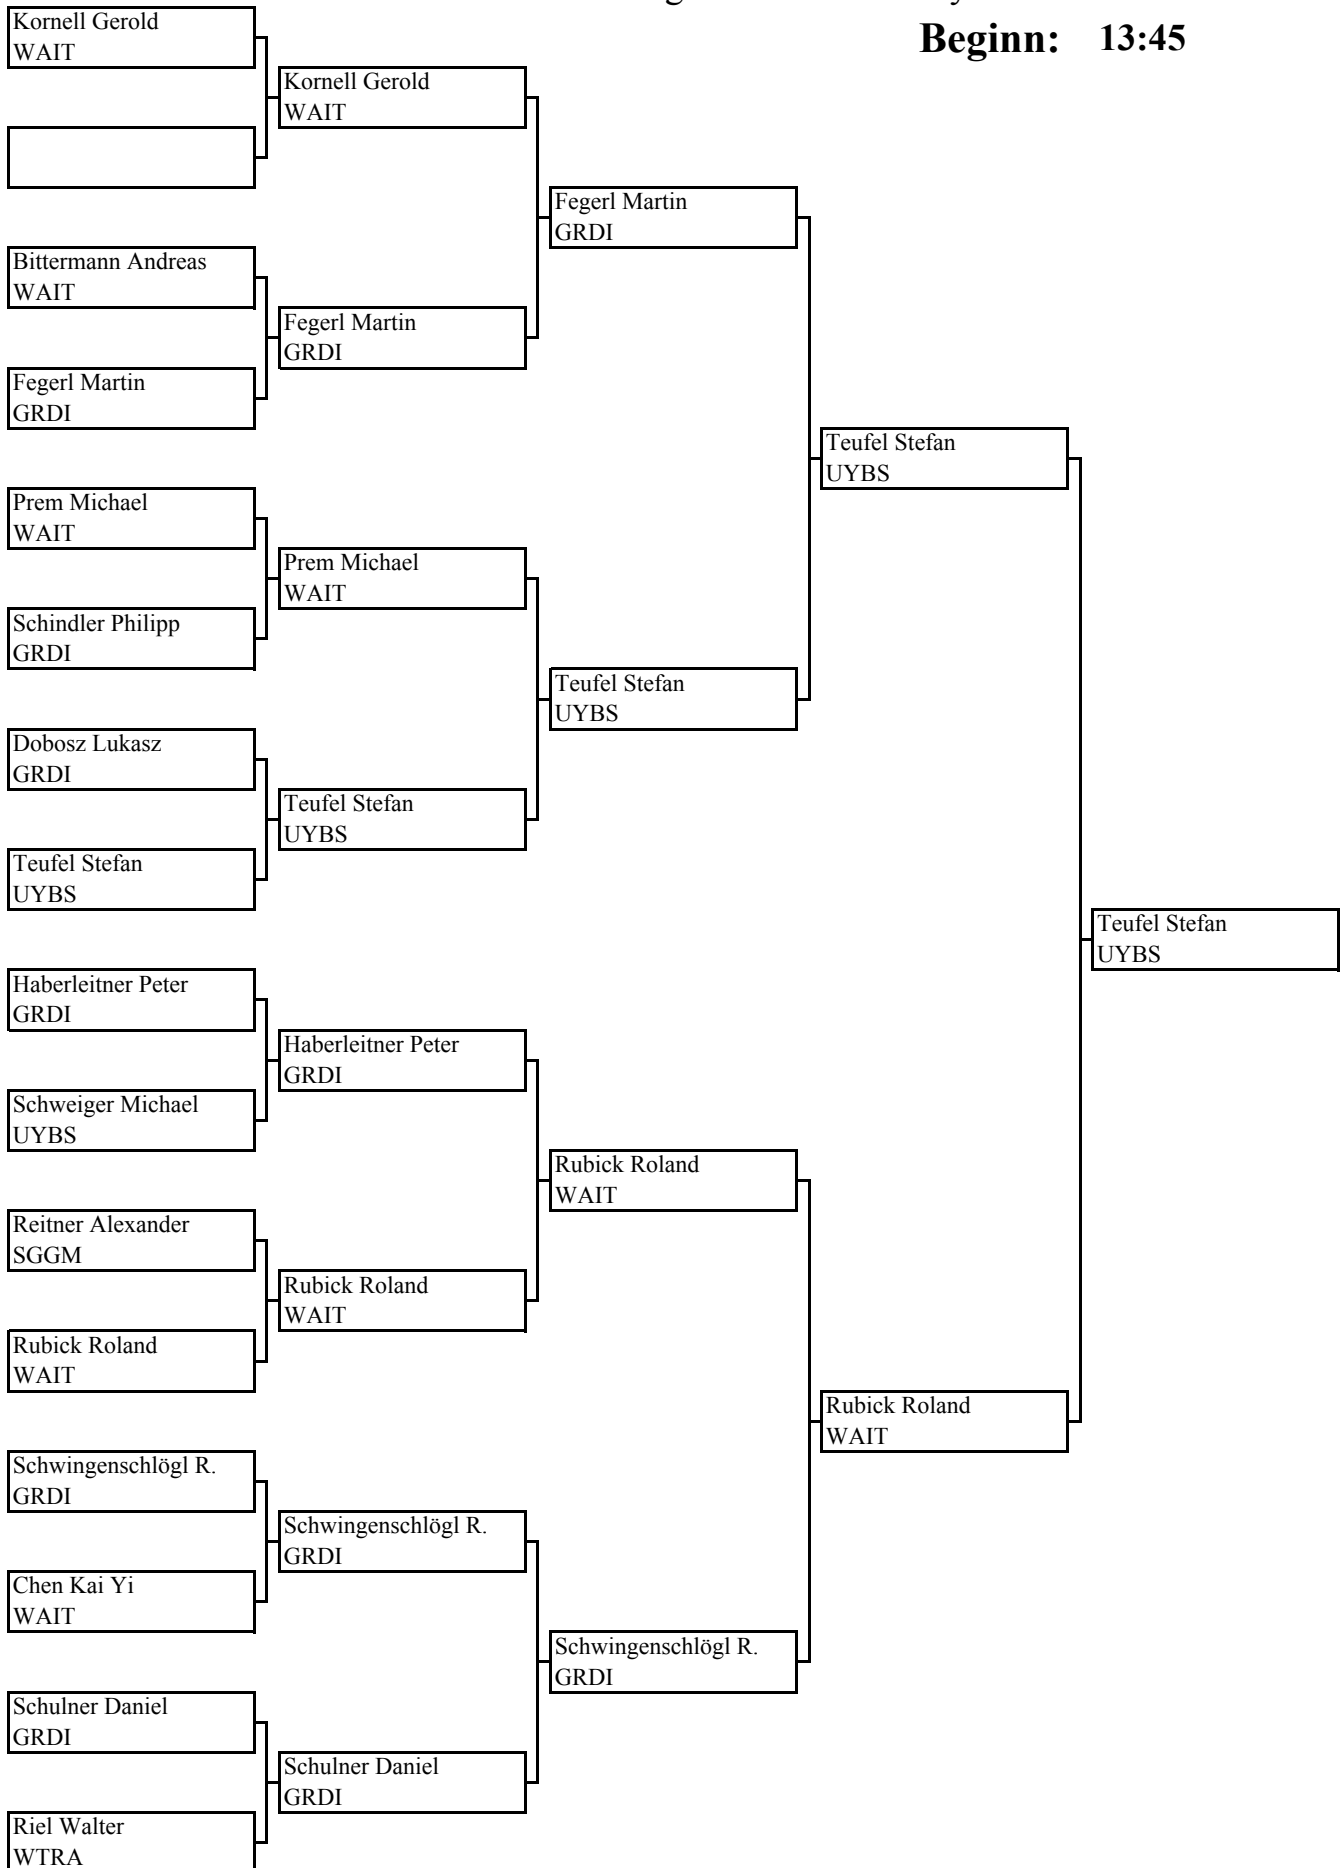 Beginn: 13:45
Kornell Gerold
WAIT
Bittermann Andreas
WAIT
Fegerl Martin
GRDI
Prem Michael
WAIT
Schindler Philipp
GRDI
Dobosz Lukasz
GRDI
Teufel Stefan
UYBS
Haberleitner Peter
GRDI
Schweiger Michael
UYBS
Reitner Alexander
SGGM
Rubick Roland
WAIT
Schwingenschlögl R.
GRDI
Chen Kai Yi
WAIT
Schulner Daniel
GRDI
Riel Walter
WTRA
Kornell Gerold
WAIT
Fegerl Martin
GRDI
Prem Michael
WAIT
Teufel Stefan
UYBS
Haberleitner Peter
GRDI
Rubick Roland
WAIT
Schwingenschlögl R.
GRDI
Schulner Daniel
GRDI
Fegerl Martin
GRDI
Teufel Stefan
UYBS
Rubick Roland
WAIT
Schwingenschlögl R.
GRDI
Teufel Stefan
UYBS
Rubick Roland
WAIT
Teufel Stefan
UYBS